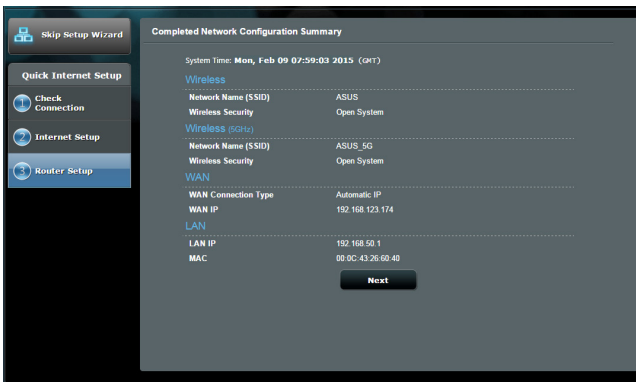 Skip Setup Wizard
Quick Internet Setup
1 Check Connection
2 Internet Setup
3 Router Setup
Completed Network Configuration Summary
System Time: Mon, Feb 09 07:59:03 2015 (GMT)
Wireless
Network Name (SSID) ASUS
Wireless Security Open System
Wireless (5GHz)
Network Name (SSID) ASUS_5G
Wireless Security Open System
WAN
WAN Connection Type Automatic IP
WAN IP 192.168.123.174
LAN
LAN IP 192.168.50.1
MAC 00:0C:43:26:60:40
Next